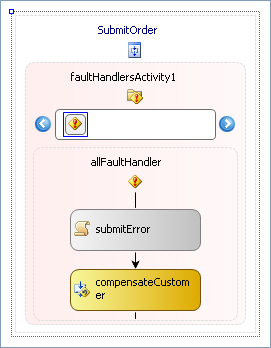 SubmitOrder
faultHandlersActivity1
allFaultHandler
submitError
compensateCustom
er